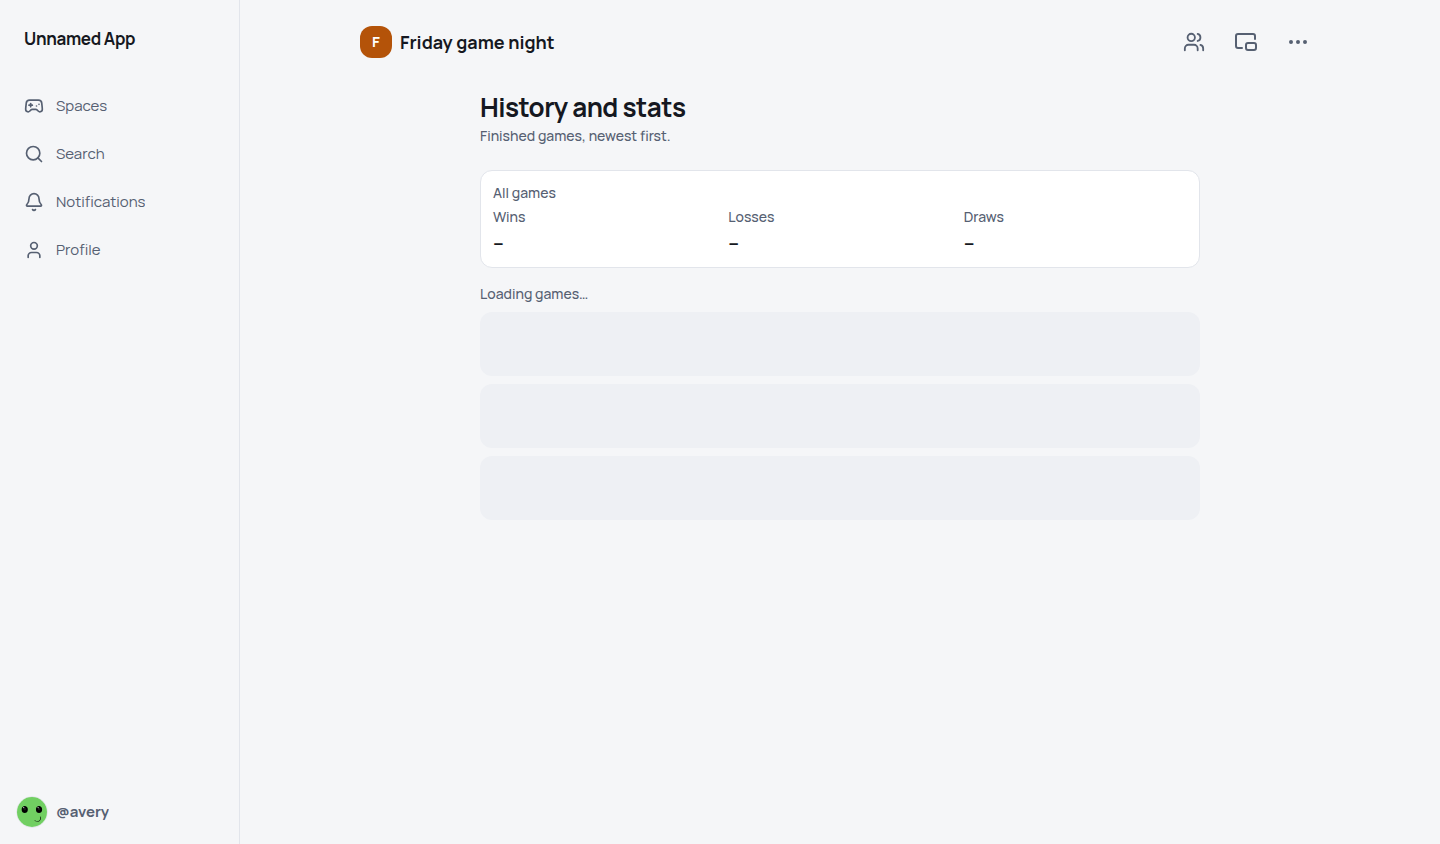 Unnamed App
Spaces
Search
Notifications
Profile
@avery
F
Friday game night
History and stats
Finished games, newest first.
All games
Wins
Losses
Draws
–
–
–
Loading games…